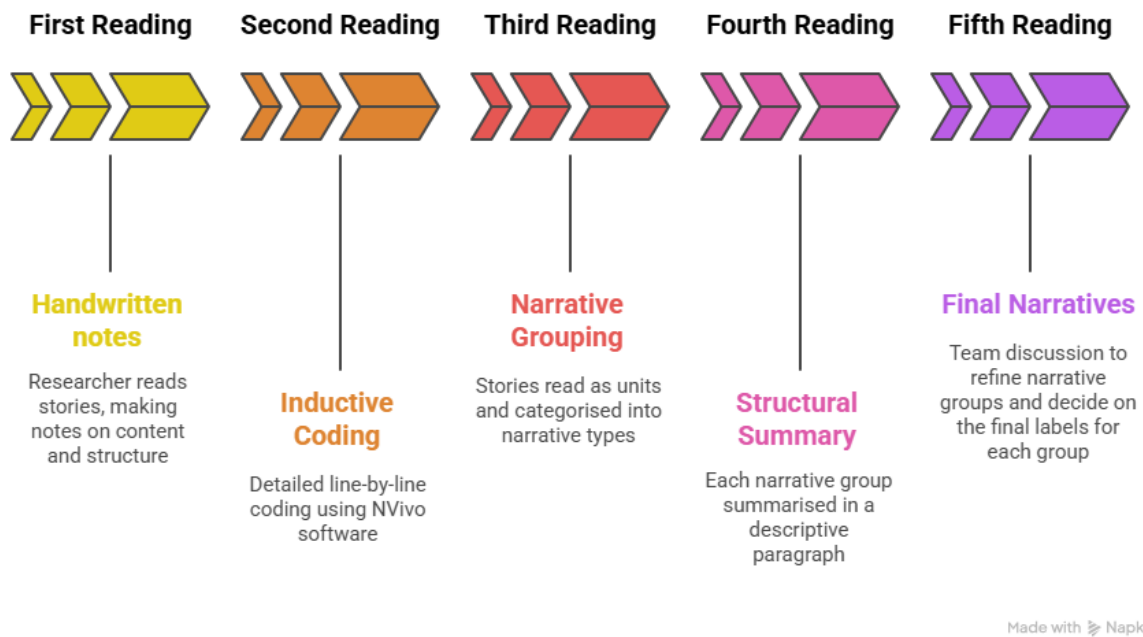 First Reading
Second Reading
Third Reading
Fourth Reading
Fifth Reading
Handwritten
notes
Researcher reads
stories, making
notes on content
and structure
Inductive
Coding
Detailed line-by-line
coding using NVivo
software
Narrative
Grouping
Stories read as units
and categorised into
narrative types
Structural
Summary
Each narrative group
summarised in a
descriptive
paragraph
Final Narratives
Team discussion to
refine narrative
groups and decide on
the final labels for
each group
Made with Napk